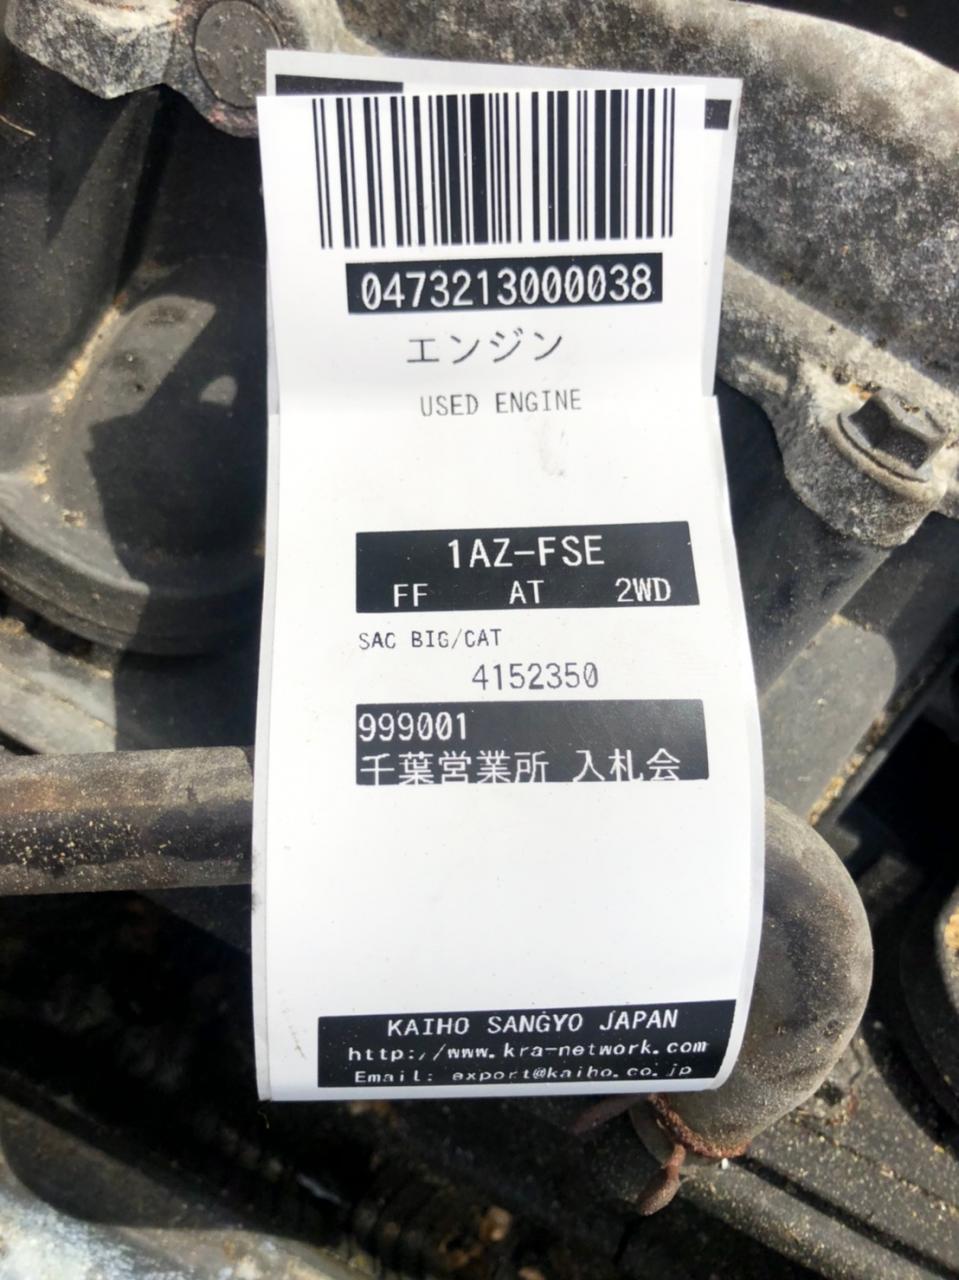 0473213000038
エンジン
USED ENGINE
1AZ-FSE
FF AT 2WD
SAC BIG/CAT
4152350
999001
千葉営業所 入札会
KAIHO SANGYO JAPAN
http://www.kra-network.com
Email: export@kaiho.co.jp